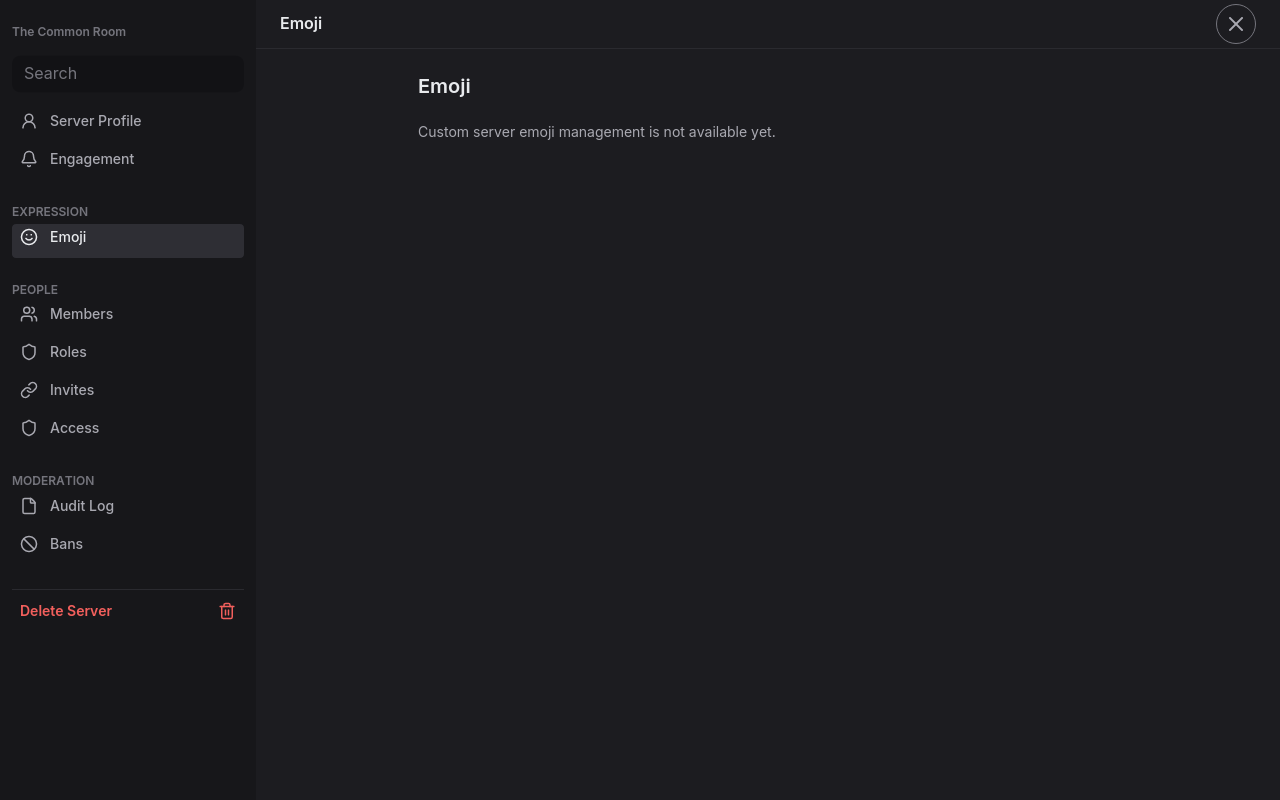 The Common Room
Search
Server Profile
Engagement
EXPRESSION
Emoji
PEOPLE
Members
Roles
Invites
Access
MODERATION
Audit Log
Bans
Delete Server
Emoji
Emoji
Custom server emoji management is not available yet.